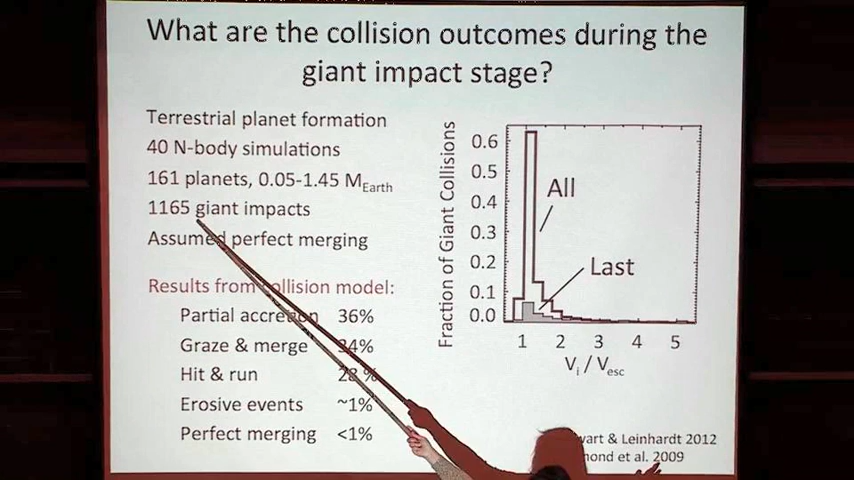 What are the collision outcomes during the
giant impact stage?
Terrestrial planet formation
40 N-body simulations
161 planets, 0.05-1.45 MEarth
1165 giant impacts
Assumed perfect merging
Results from collision model:
Partial accretion 36%
Graze & merge 34%
Hit & run 28 %
Erosive events ~1%
Perfect merging <1%
Fraction of Giant Collisions
0.6
0.5
0.4
0.3
0.2
0.1
0.0
All
Last
1 2 3 4 5
Vi / Vesc
& Leinhardt 2012
et al. 2009